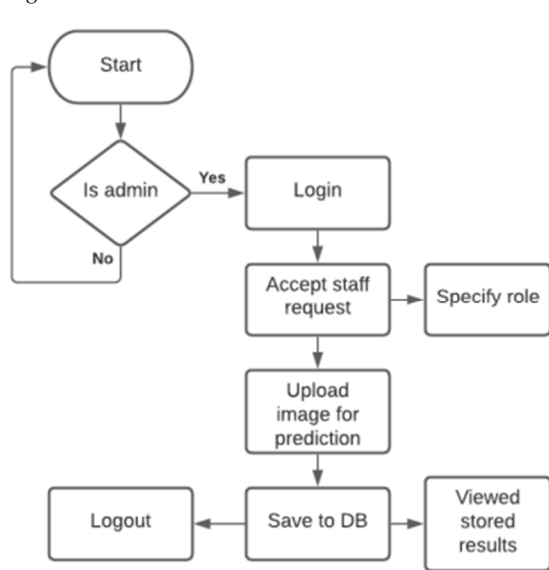 Start
Is admin
Yes
No
Login
Accept staff
request
Specify role
Upload
image for
prediction
Logout
Save to DB
Viewed
stored
results